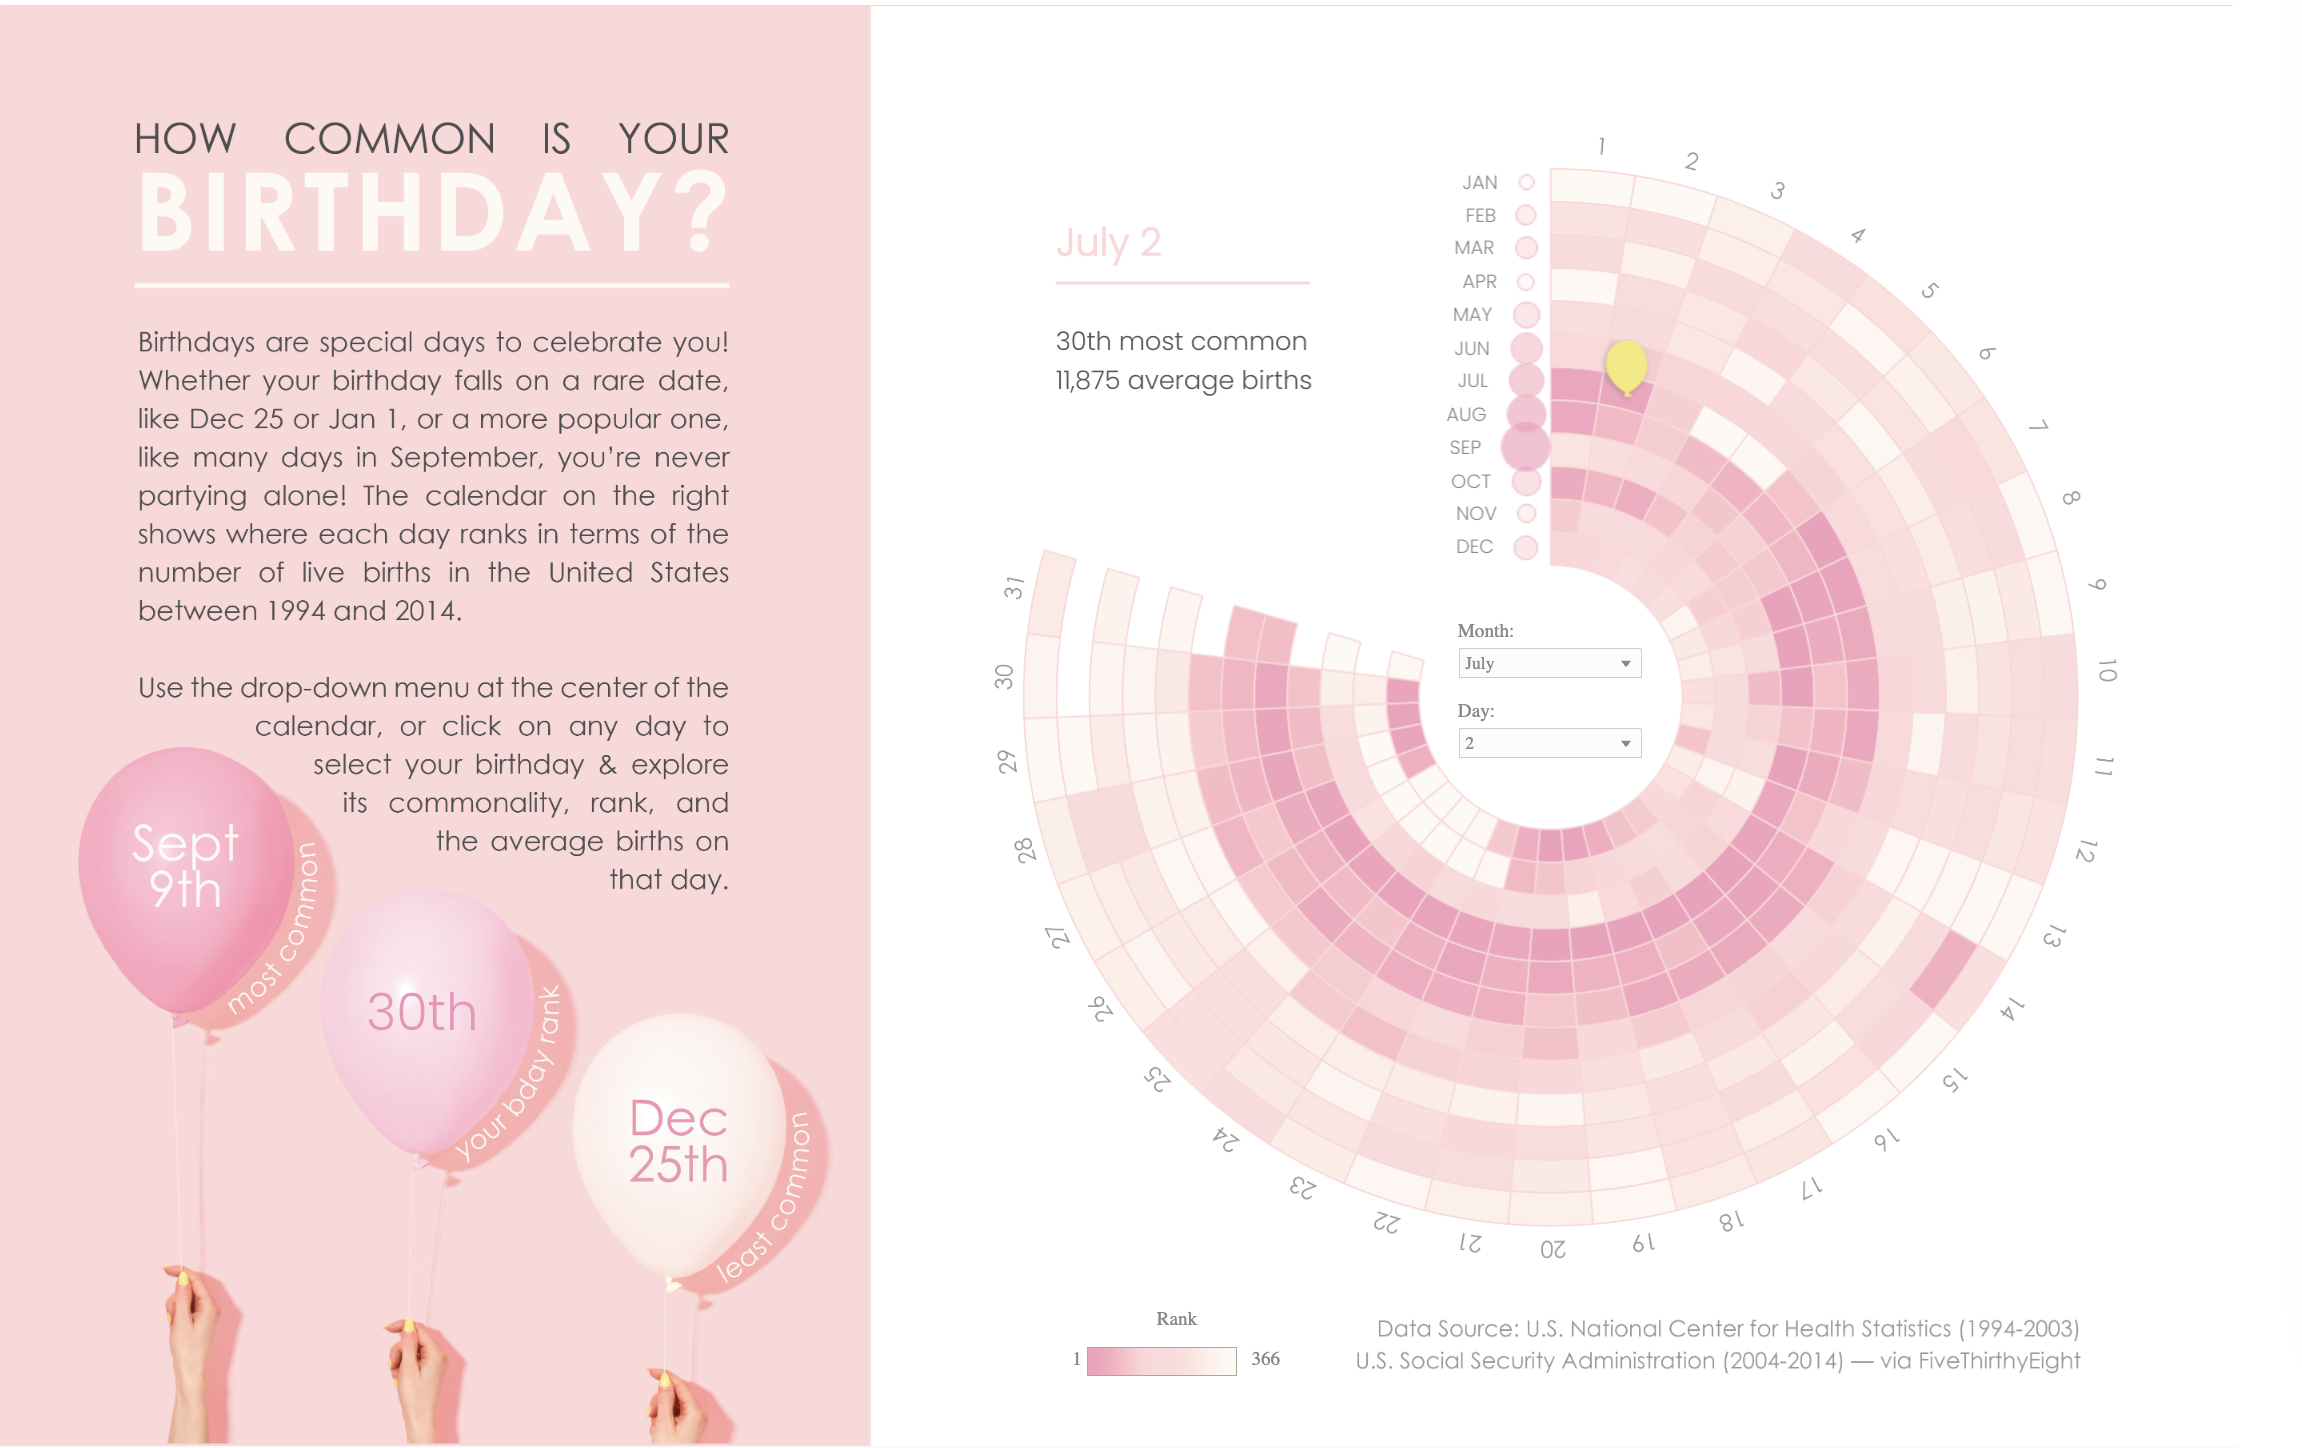 HOW COMMON IS YOUR
BIRTHDAY?
Birthdays are special days to celebrate you!
Whether your birthday falls on a rare date,
like Dec 25 or Jan 1, or a more popular one,
like many days in September, you're never
partying alone! The calendar on the right
shows where each day ranks in terms of the
number of live births in the United States
between 1994 and 2014.
Use the drop-down menu at the center of the
calendar, or click on any day to
select your birthday & explore
its commonality, rank, and
the average births on
that day.
Sept
9th
most common
30th
your bday rank
Dec
25th
least common
July 2
30th most common
11,875 average births
JAN
FEB
MAR
APR
MAY
JUN
JUL
AUG
SEP
OCT
NOV
DEC
1
2
3
4
5
6
7
8
9
10
11
12
13
14
15
16
17
18
19
20
21
22
23
24
25
26
27
28
29
30
31
Month:
July
Day:
2
Rank
1
366
Data Source: U.S. National Center for Health Statistics (1994-2003)
U.S. Social Security Administration (2004-2014) — via FiveThirthyEight